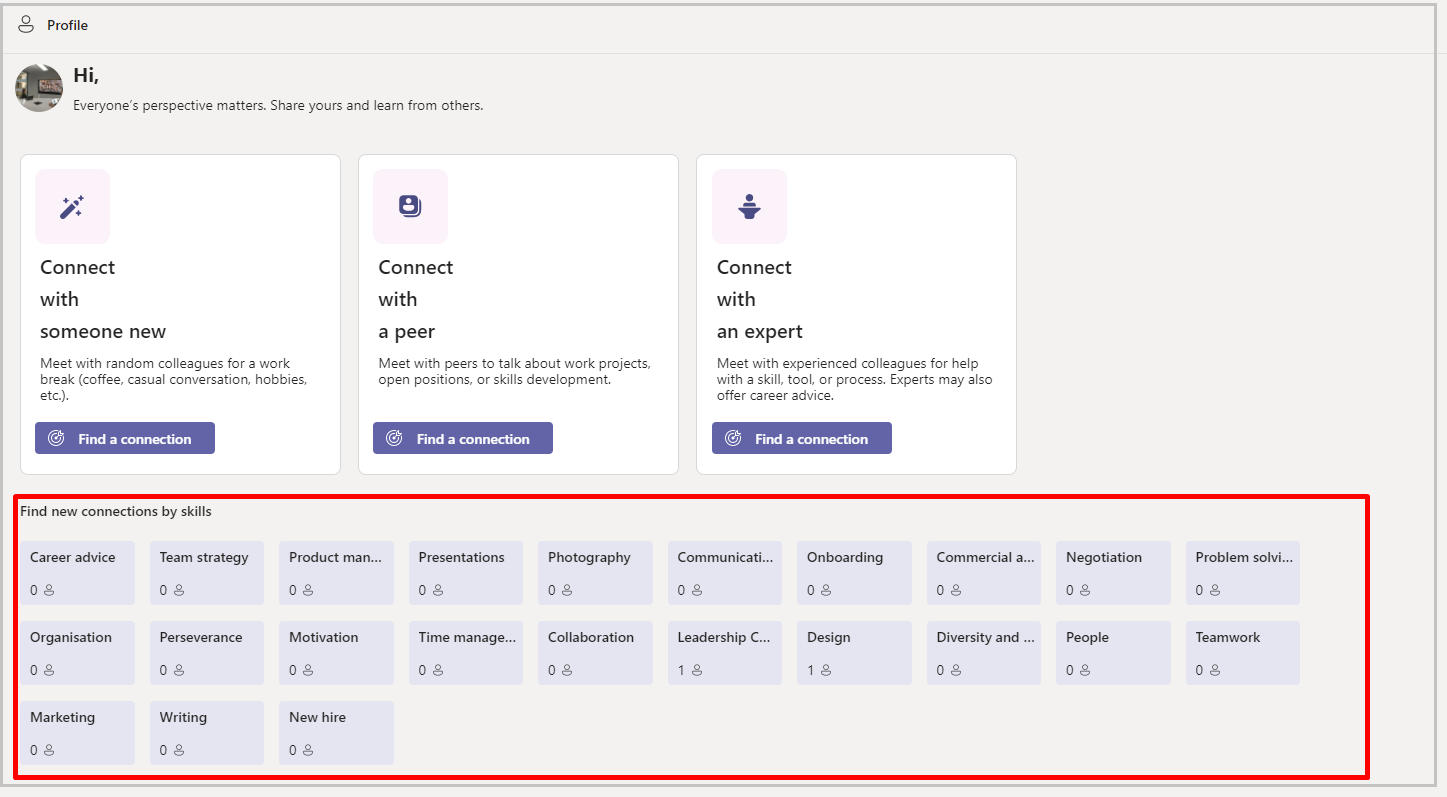 Profile
Hi,
Everyone's perspective matters. Share yours and learn from others.
Connect
with
someone new
Meet with random colleagues for a work
break (coffee, casual conversation, hobbies,
etc.).
Find a connection
Connect
with
a peer
Meet with peers to talk about work projects,
open positions, or skills development.
Find a connection
Connect
with
an expert
Meet with experienced colleagues for help
with a skill, tool, or process. Experts may also
offer career advice.
Find a connection
Find new connections by skills
Career advice
0
Team strategy
0
Product man...
0
Presentations
0
Photography
0
Communicati...
0
Onboarding
0
Commercial a...
0
Negotiation
0
Problem solvi...
0
Organisation
0
Perseverance
0
Motivation
0
Time manage...
0
Collaboration
0
Leadership C...
1
Design
1
Diversity and ...
0
People
0
Teamwork
0
Marketing
0
Writing
0
New hire
0